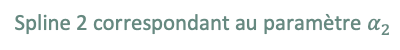 Spline 2 correspondant au paramètre α₂